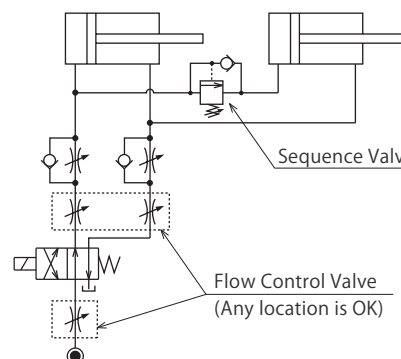 Sequence Valv
Flow Control Valve
(Any location is OK)